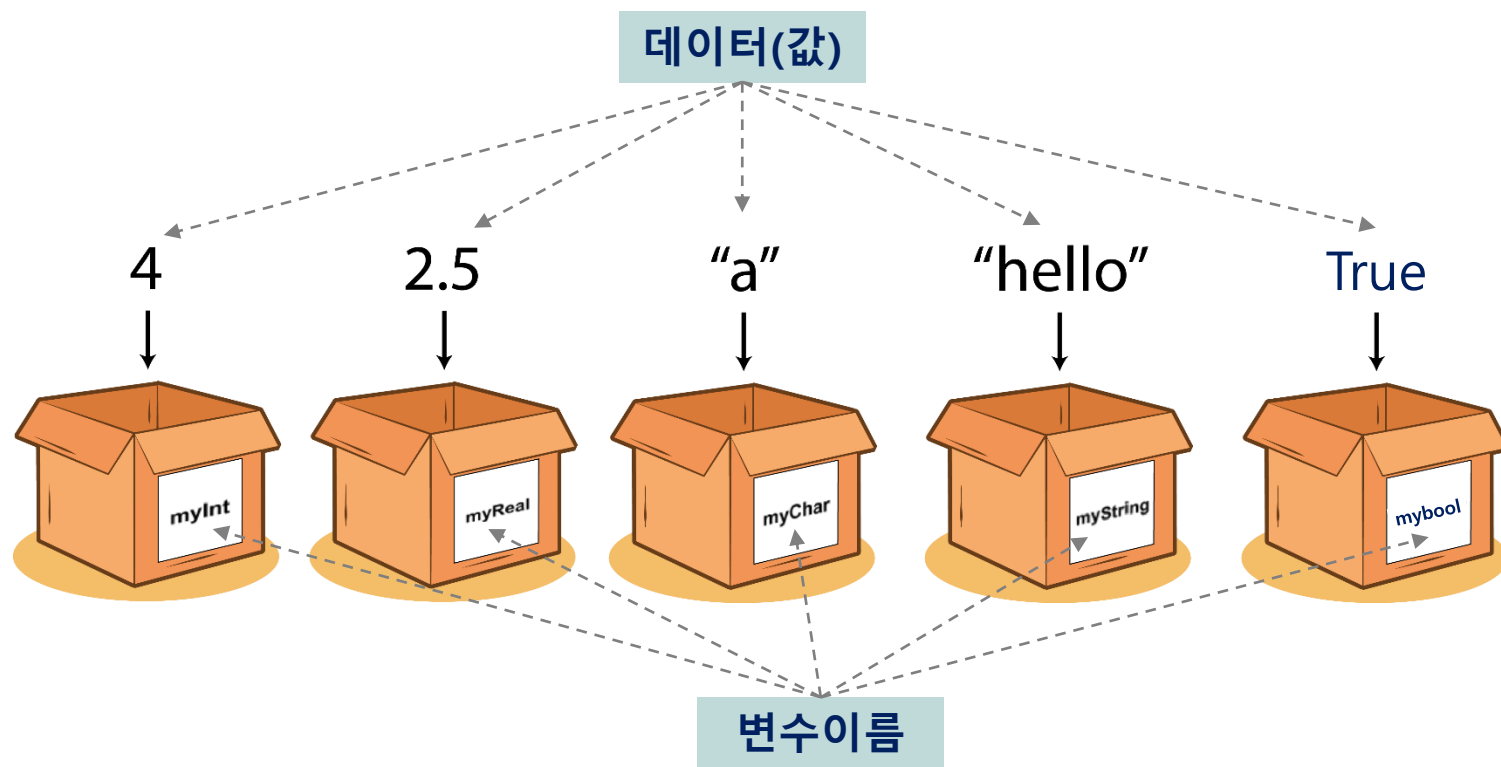 데이터(값)
4
2.5
“a”
“hello”
True
myInt
myReal
myChar
myString
mybool
변수이름